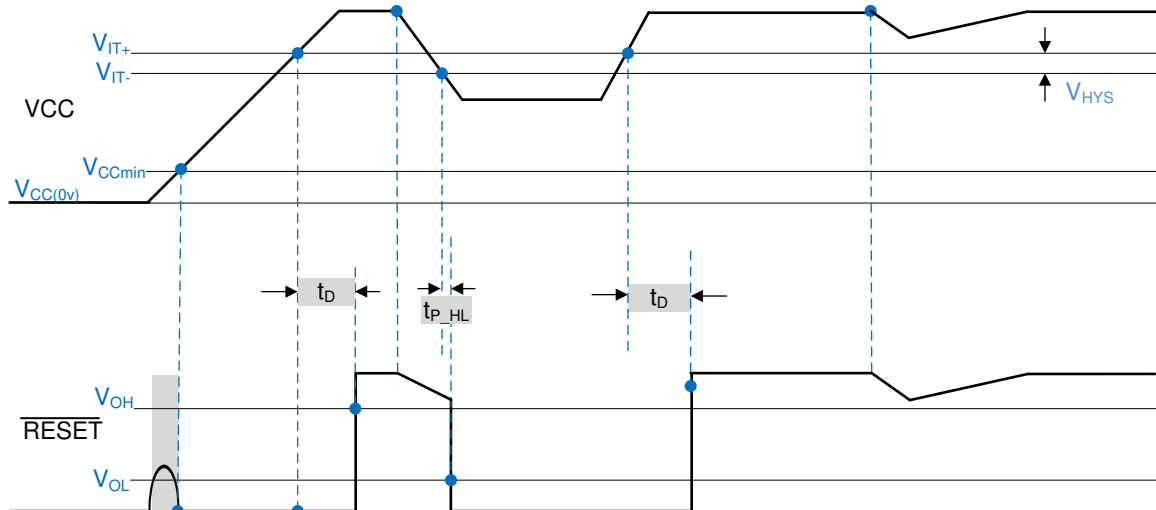 VIT+
VIT-
VHYS
VCC
VCCmin
VCC(0v)
tD
tP_HL
tD
VOH
RESET
VOL